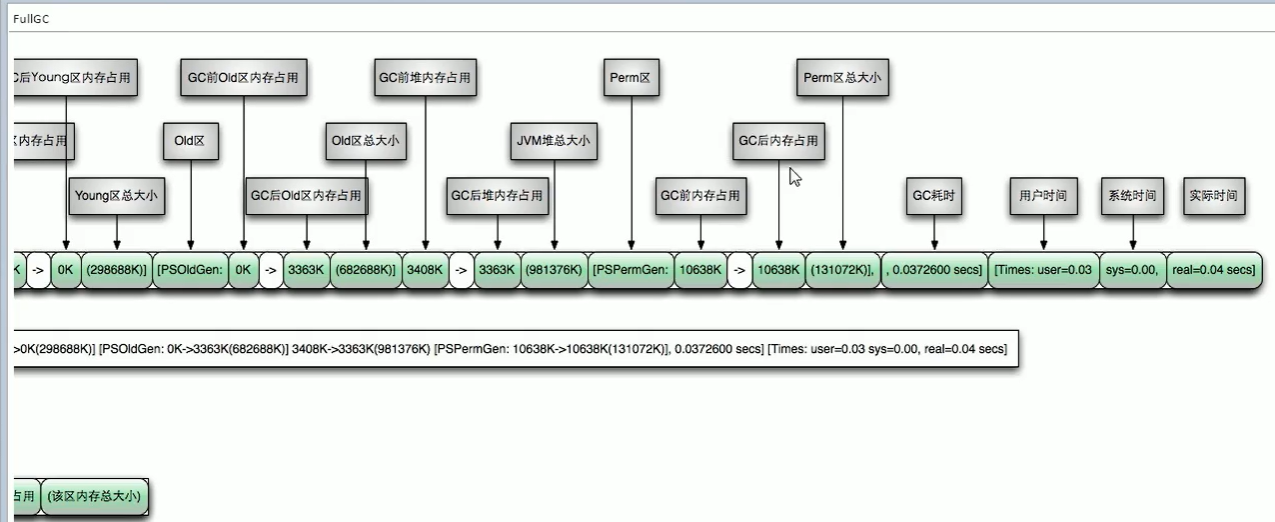 FullGC
C后Young区内存占用 GC前Old区内存占用 GC前堆内存占用 Perm区 Perm区总大小
区内存占用 Old区 Old区总大小 JVM堆总大小 GC后内存占用
Young区总大小 GC后Old区内存占用 GC后堆内存占用 GC前内存占用 GC耗时 用户时间 系统时间 实际时间
K -> 0K (298688K)] [PSOldGen: 0K -> 3363K (682688K)] 3408K -> 3363K (981376K) [PSPermGen: 10638K -> 10638K (131072K)], , 0.0372600 secs] [Times: user=0.03 sys=0.00, real=0.04 secs]
>0K(298688K)] [PSOldGen: 0K->3363K(682688K)] 3408K->3363K(981376K) [PSPermGen: 10638K->10638K(131072K)], 0.0372600 secs] [Times: user=0.03 sys=0.00, real=0.04 secs]
占用 (该区内存总大小)